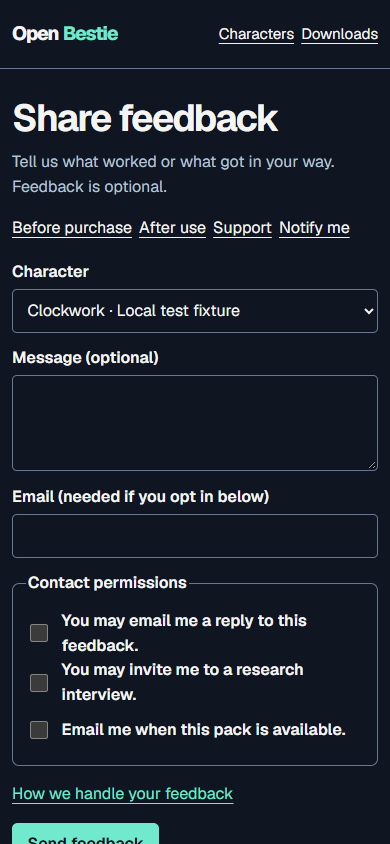 Open Bestie
Characters Downloads
Share feedback
Tell us what worked or what got in your way.
Feedback is optional.
Before purchase After use Support Notify me
Character
Clockwork · Local test fixture
Message (optional)
Email (needed if you opt in below)
Contact permissions
You may email me a reply to this
feedback.
You may invite me to a research
interview.
Email me when this pack is available.
How we handle your feedback
Send feedback